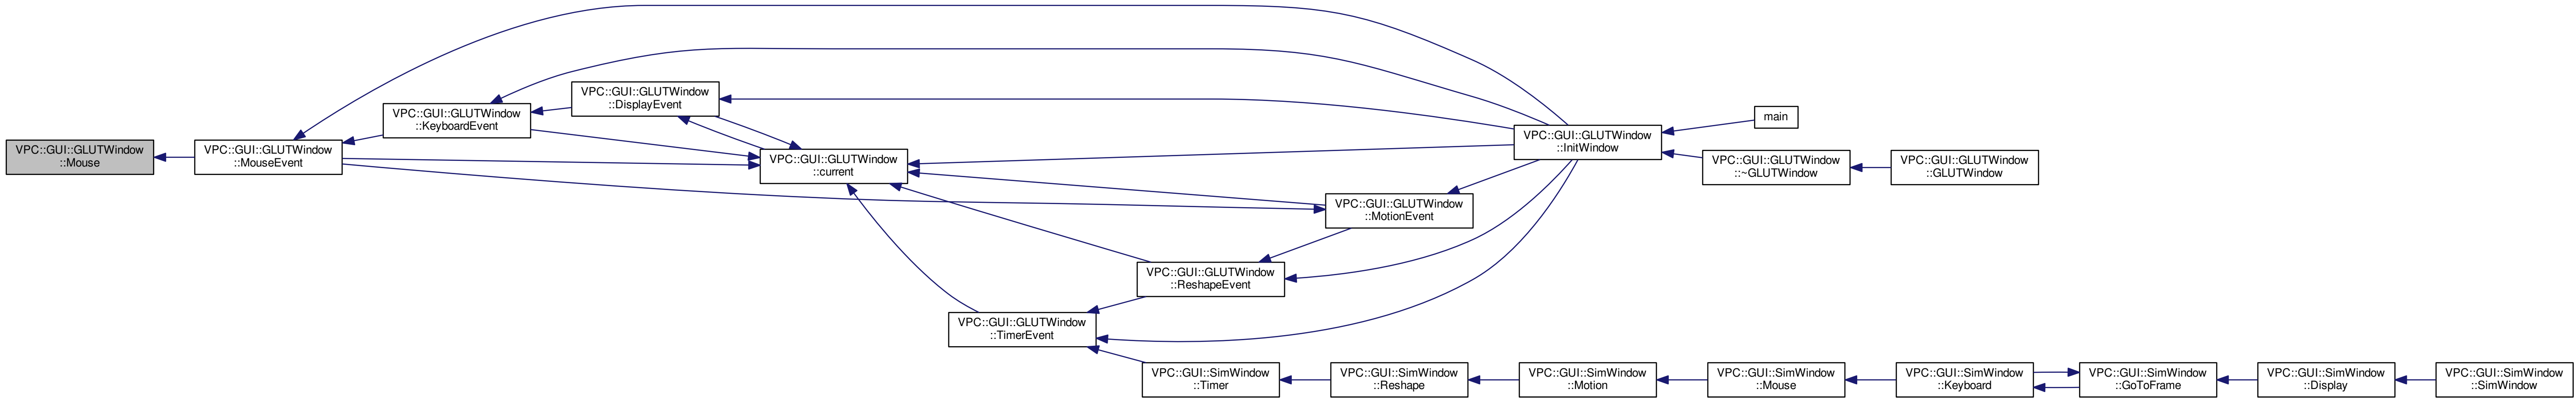 VPC::GUI::GLUTWindow
::Mouse
VPC::GUI::GLUTWindow
::MouseEvent
VPC::GUI::GLUTWindow
::KeyboardEvent
VPC::GUI::GLUTWindow
::DisplayEvent
VPC::GUI::GLUTWindow
::current
VPC::GUI::GLUTWindow
::TimerEvent
VPC::GUI::GLUTWindow
::ReshapeEvent
VPC::GUI::GLUTWindow
::MotionEvent
VPC::GUI::GLUTWindow
::InitWindow
main
VPC::GUI::GLUTWindow
::~GLUTWindow
VPC::GUI::GLUTWindow
::GLUTWindow
VPC::GUI::SimWindow
::Timer
VPC::GUI::SimWindow
::Reshape
VPC::GUI::SimWindow
::Motion
VPC::GUI::SimWindow
::Mouse
VPC::GUI::SimWindow
::Keyboard
VPC::GUI::SimWindow
::GoToFrame
VPC::GUI::SimWindow
::Display
VPC::GUI::SimWindow
::SimWindow